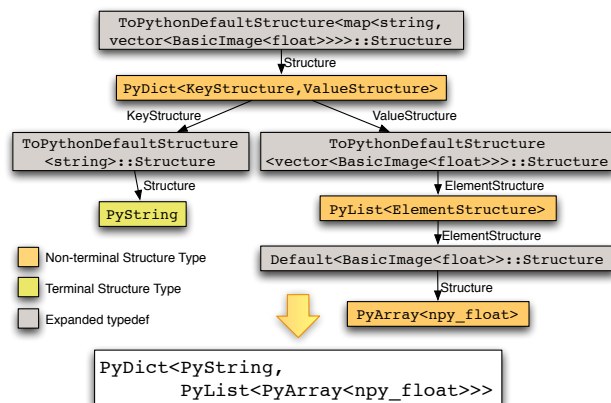 ToPythonDefaultStructure<map<string,
vector<BasicImage<float>>>>::Structure
Structure
PyDict<KeyStructure,ValueStructure>
KeyStructure
ValueStructure
ToPythonDefaultStructure
<string>::Structure
ToPythonDefaultStructure
<vector<BasicImage<float>>>::Structure
Structure
ElementStructure
PyString
PyList<ElementStructure>
ElementStructure
Non-terminal Structure Type
Default<BasicImage<float>>::Structure
Terminal Structure Type
Structure
Expanded typedef
PyArray<npy_float>
PyDict<PyString,
PyList<PyArray<npy_float>>>